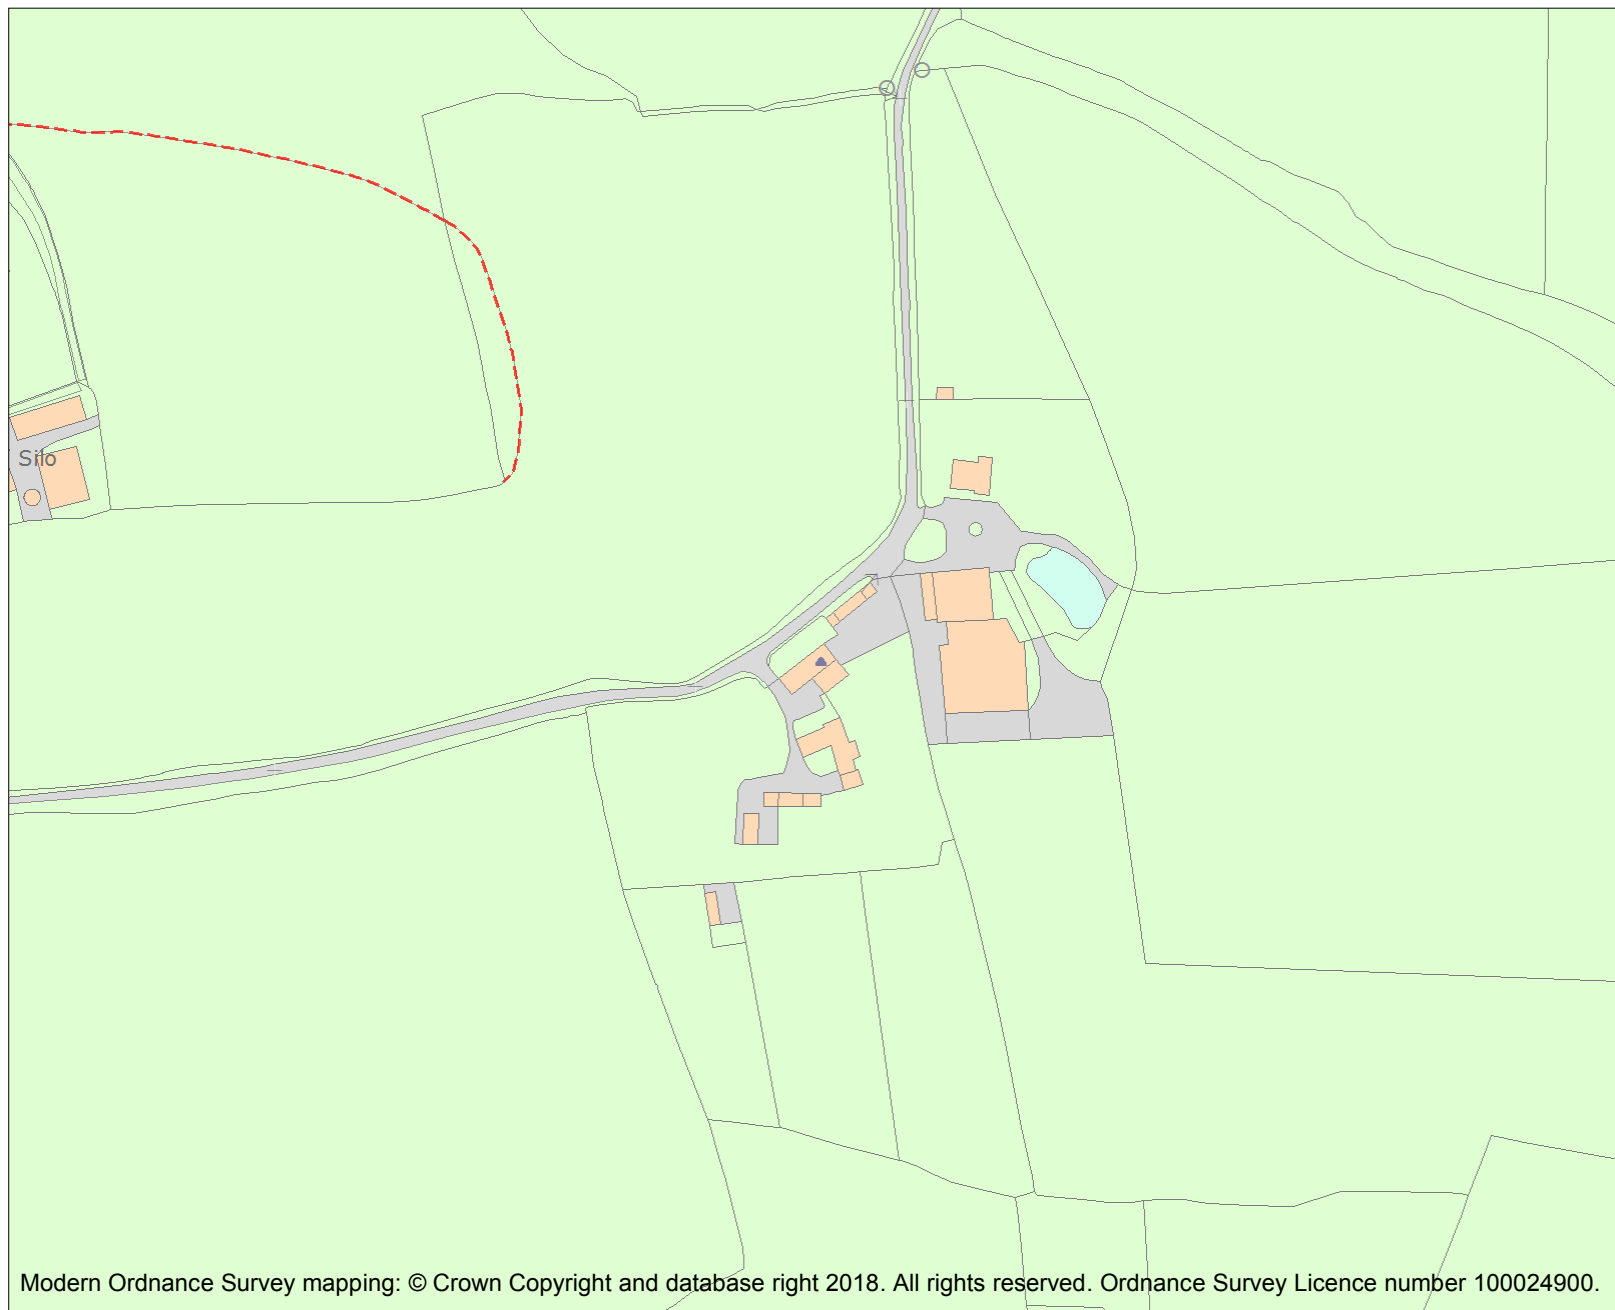 Silo
Modern Ordnance Survey mapping: © Crown Copyright and database right 2018. All rights reserved. Ordnance Survey Licence number 100024900.